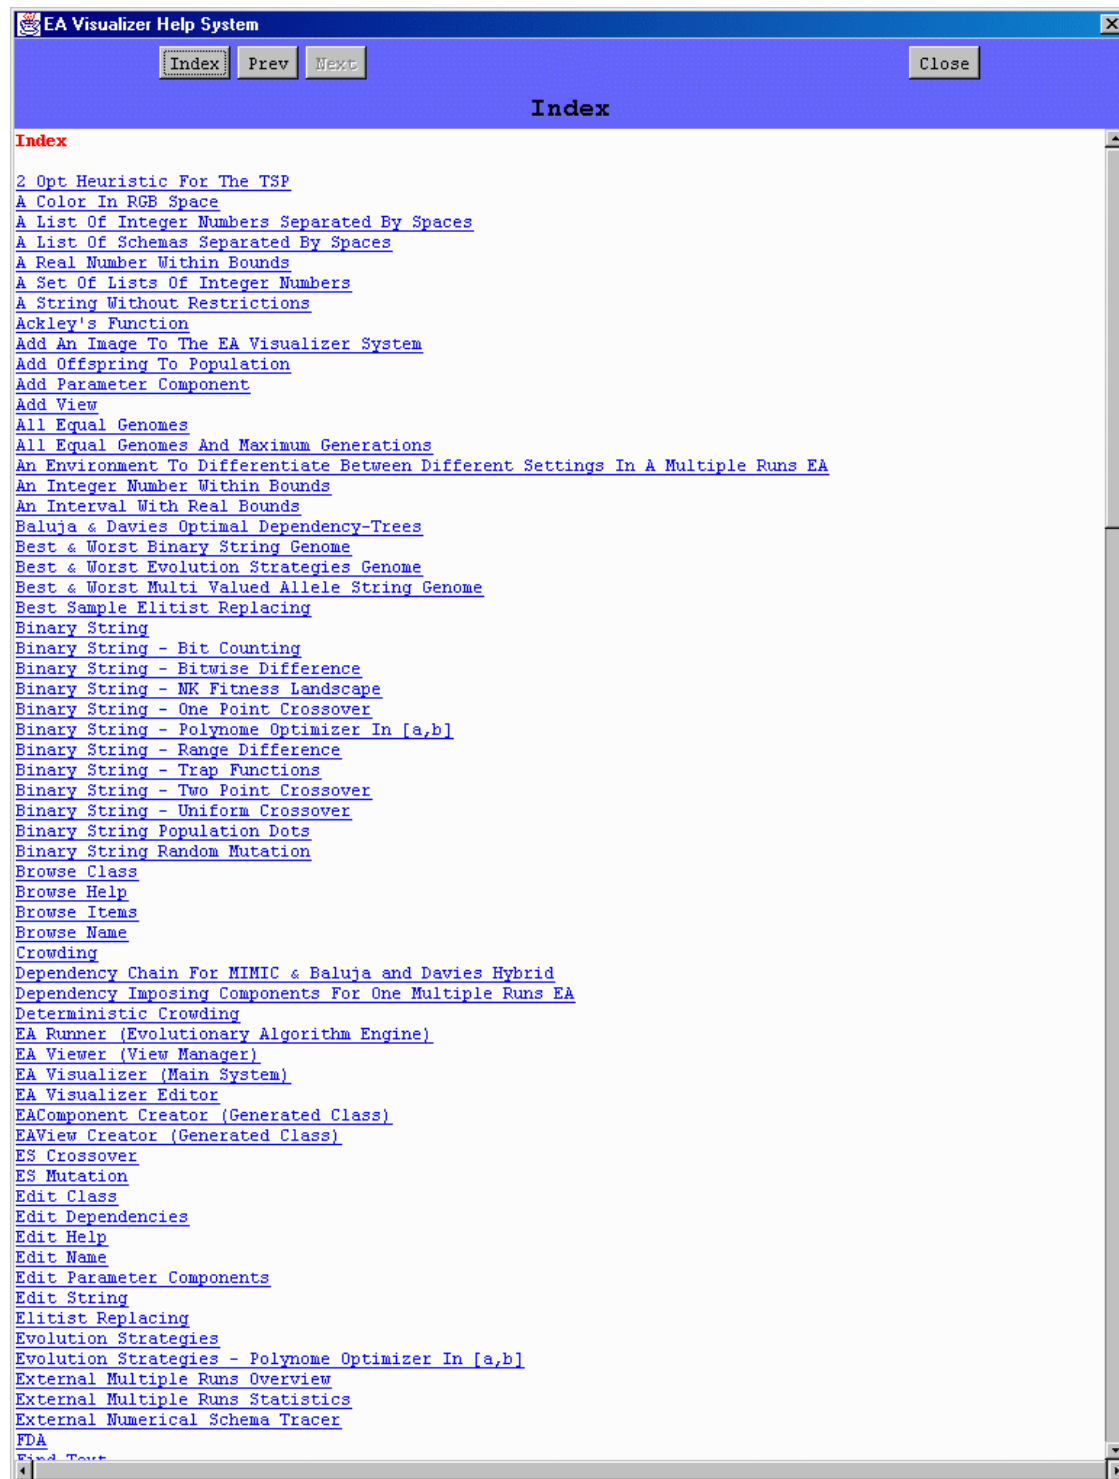 EA Visualizer Help System
Index Prev Next Close
Index
Index
2 Opt Heuristic For The TSP
A Color In RGB Space
A List Of Integer Numbers Separated By Spaces
A List Of Schemas Separated By Spaces
A Real Number Within Bounds
A Set Of Lists Of Integer Numbers
A String Without Restrictions
Ackley's Function
Add An Image To The EA Visualizer System
Add Offspring To Population
Add Parameter Component
Add View
All Equal Genomes
All Equal Genomes And Maximum Generations
An Environment To Differentiate Between Different Settings In A Multiple Runs EA
An Integer Number Within Bounds
An Interval With Real Bounds
Baluja & Davies Optimal Dependency-Trees
Best & Worst Binary String Genome
Best & Worst Evolution Strategies Genome
Best & Worst Multi Valued Allele String Genome
Best Sample Elitist Replacing
Binary String
Binary String - Bit Counting
Binary String - Bitwise Difference
Binary String - NK Fitness Landscape
Binary String - One Point Crossover
Binary String - Polynome Optimizer In [a,b]
Binary String - Range Difference
Binary String - Trap Functions
Binary String - Two Point Crossover
Binary String - Uniform Crossover
Binary String Population Dots
Binary String Random Mutation
Browse Class
Browse Help
Browse Items
Browse Name
Crowding
Dependency Chain For MIMIC & Baluja and Davies Hybrid
Dependency Imposing Components For One Multiple Runs EA
Deterministic Crowding
EA Runner (Evolutionary Algorithm Engine)
EA Viewer (View Manager)
EA Visualizer (Main System)
EA Visualizer Editor
EAComponent Creator (Generated Class)
EAView Creator (Generated Class)
ES Crossover
ES Mutation
Edit Class
Edit Dependencies
Edit Help
Edit Name
Edit Parameter Components
Edit String
Elitist Replacing
Evolution Strategies
Evolution Strategies - Polynome Optimizer In [a,b]
External Multiple Runs Overview
External Multiple Runs Statistics
External Numerical Schema Tracer
FDA
Find Text